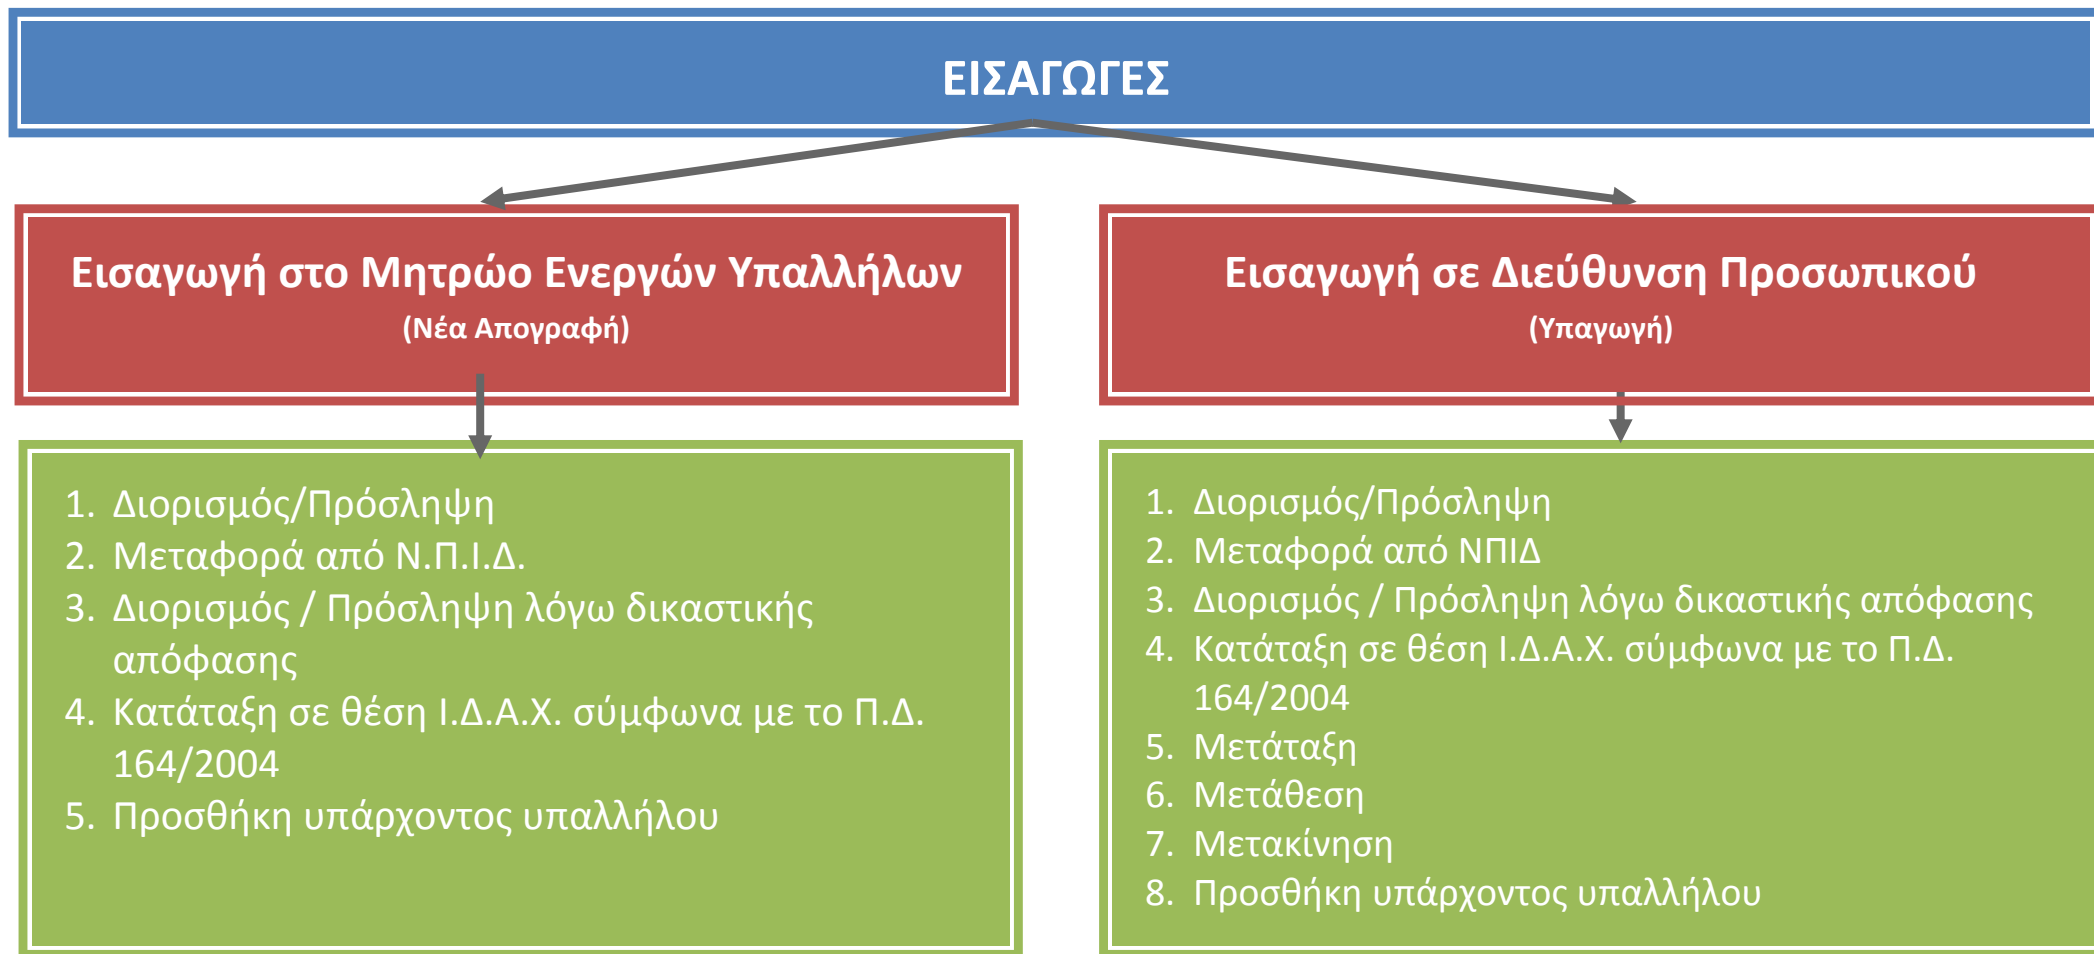 ΕΙΣΑΓΩΓΕΣ
Εισαγωγή στο Μητρώο Ενεργών Υπαλλήλων
(Νέα Απογραφή)
1. Διορισμός/Πρόσληψη
2. Μεταφορά από Ν.Π.Ι.Δ.
3. Διορισμός / Πρόσληψη λόγω δικαστικής
απόφασης
4. Κατάταξη σε θέση Ι.Δ.Α.Χ. σύμφωνα με το Π.Δ.
164/2004
5. Προσθήκη υπάρχοντος υπαλλήλου
Εισαγωγή σε Διεύθυνση Προσωπικού
(Υπαγωγή)
1. Διορισμός/Πρόσληψη
2. Μεταφορά από ΝΠΙΔ
3. Διορισμός / Πρόσληψη λόγω δικαστικής απόφασης
4. Κατάταξη σε θέση Ι.Δ.Α.Χ. σύμφωνα με το Π.Δ.
164/2004
5. Μετάταξη
6. Μετάθεση
7. Μετακίνηση
8. Προσθήκη υπάρχοντος υπαλλήλου